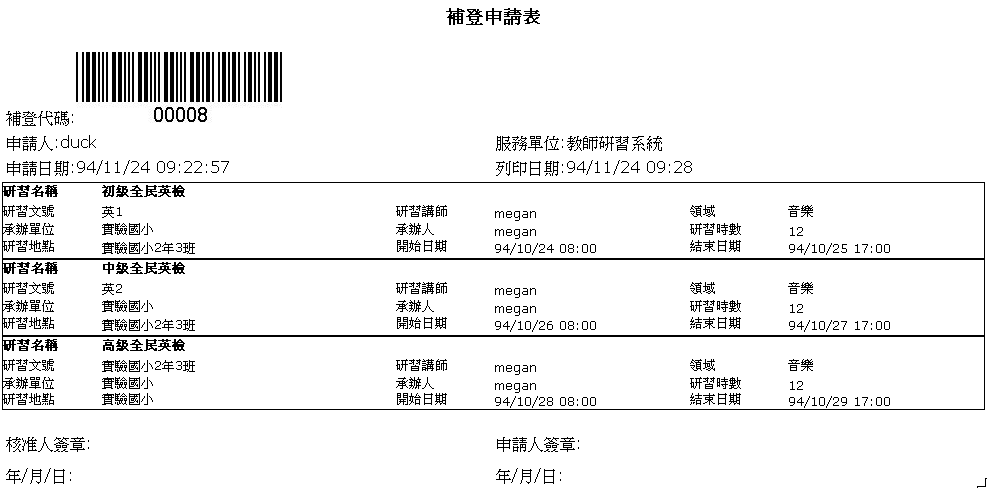 補登申請表
補登代碼: 00008
申請人:duck 服務單位:教師研習系統
申請日期:94/11/24 09:22:57 列印日期:94/11/24 09:28
研習名稱 初級全民英檢
研習文號 英1 研習講師 megan 領域 音樂
承辦單位 實驗國小 承辦人 megan 研習時數 12
研習地點 實驗國小2年3班 開始日期 94/10/24 08:00 結束日期 94/10/25 17:00
研習名稱 中級全民英檢
研習文號 英2 研習講師 megan 領域 音樂
承辦單位 實驗國小 承辦人 megan 研習時數 12
研習地點 實驗國小2年3班 開始日期 94/10/26 08:00 結束日期 94/10/27 17:00
研習名稱 高級全民英檢
研習文號 實驗國小2年3班 研習講師 megan 領域 音樂
承辦單位 實驗國小 承辦人 megan 研習時數 12
研習地點 實驗國小 開始日期 94/10/28 08:00 結束日期 94/10/29 17:00
核准人簽章: 申請人簽章:
年/月/日: 年/月/日: